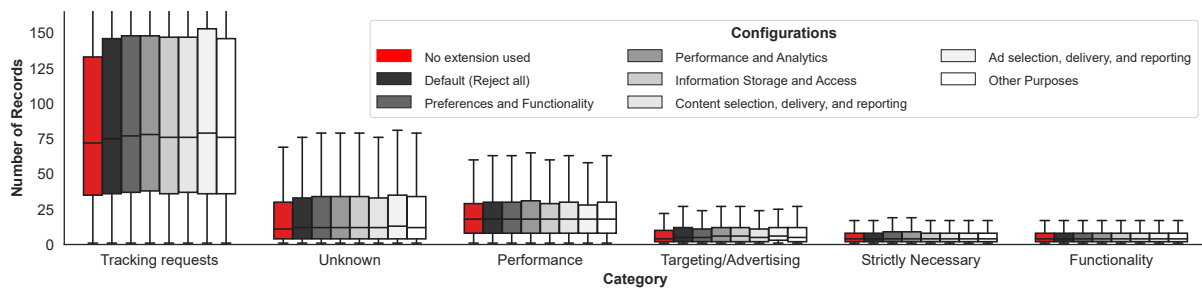 Number of Records
150
125
100
75
50
25
0
Configurations
No extension used
Default (Reject all)
Preferences and Functionality
Performance and Analytics
Information Storage and Access
Content selection, delivery, and reporting
Ad selection, delivery, and reporting
Other Purposes
Tracking requests Unknown Performance Targeting/Advertising Strictly Necessary Functionality
Category